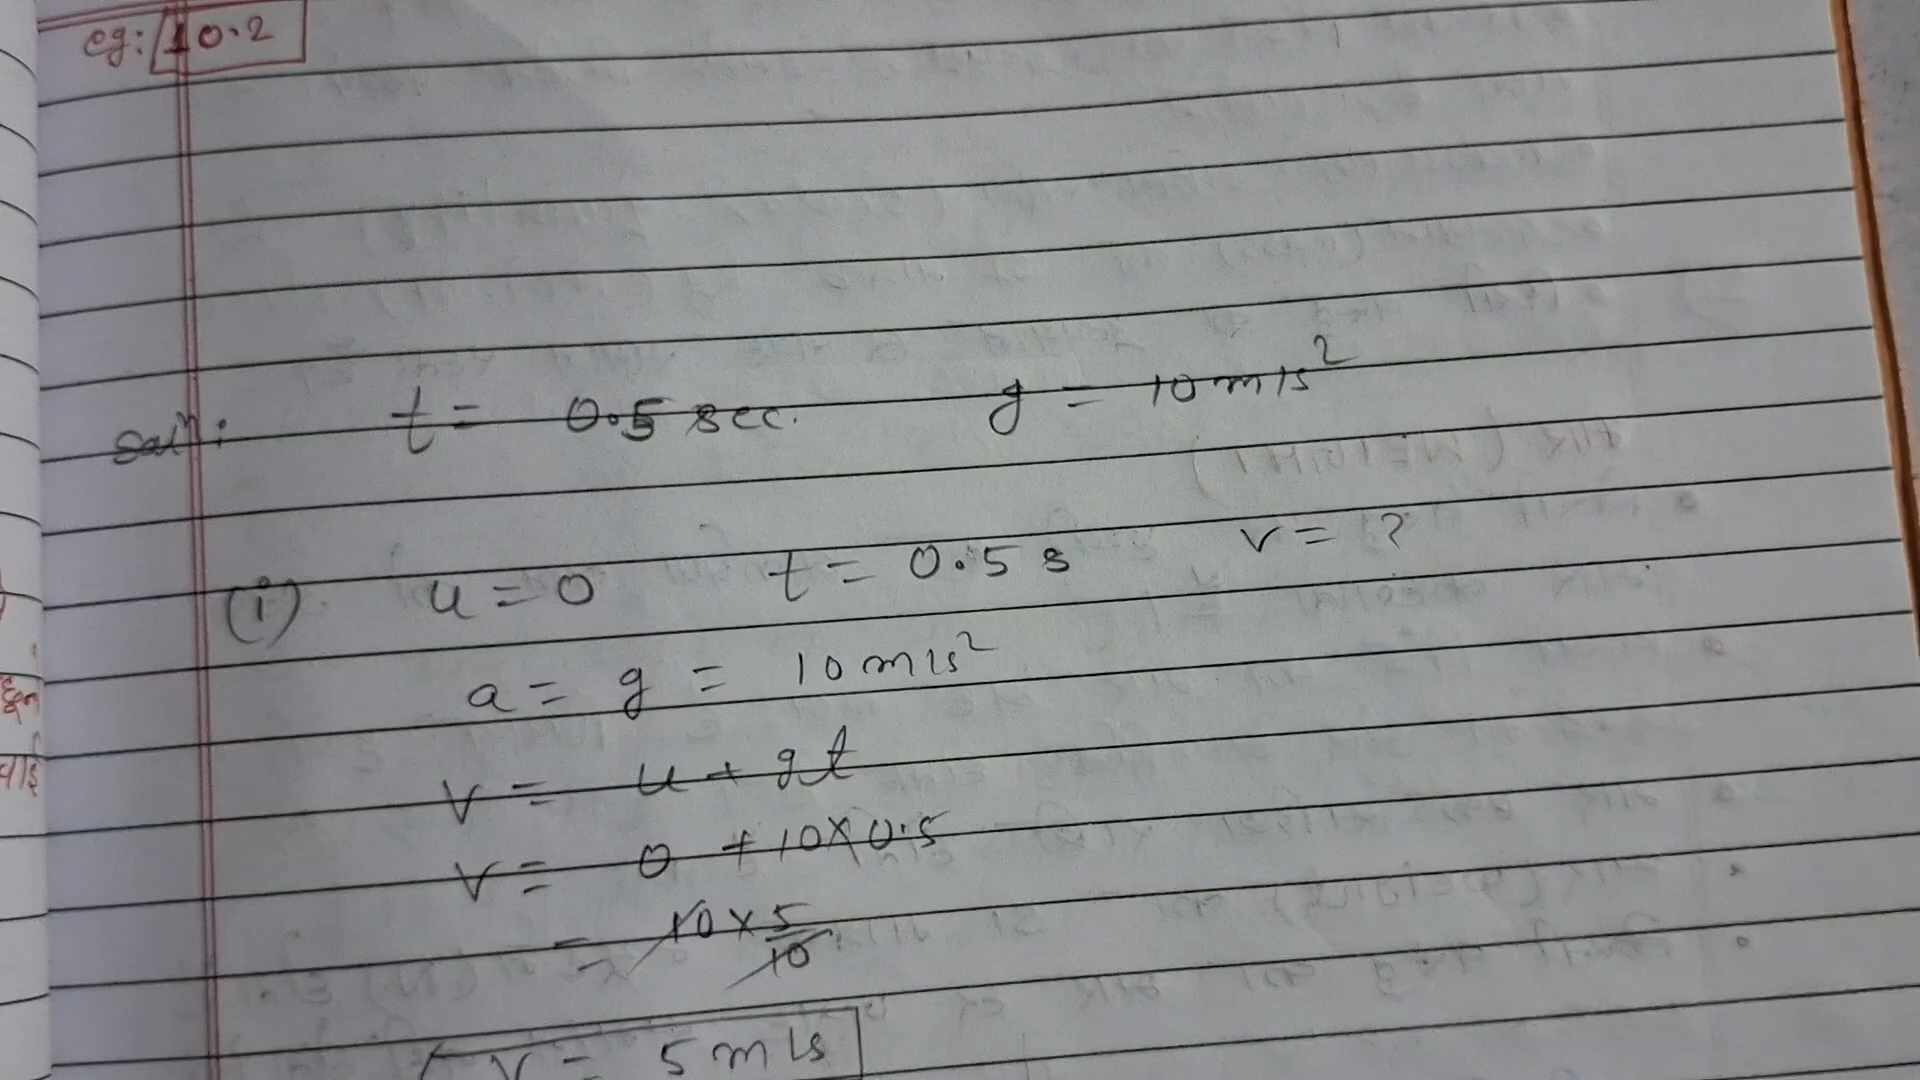 eg: 10.2
soln: t = 0.5 sec. g = 10 m/s²
(i) u = 0 t = 0.5 s v = ?
a = g = 10 m/s²
v = u + gt
v = 0 + 10 × 0.5
= 10 × 5/10
v = 5 m/s